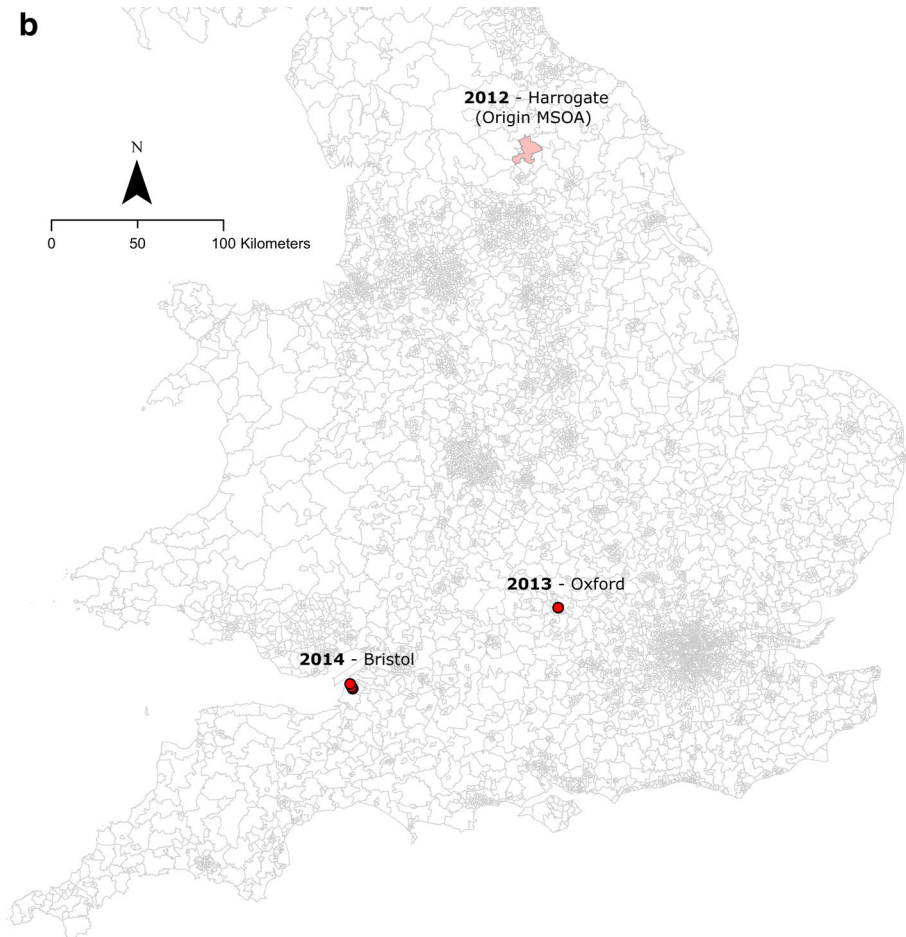 b
2012 - Harrogate
(Origin MSOA)
N
0 50 100 Kilometers
2013 - Oxford
2014 - Bristol